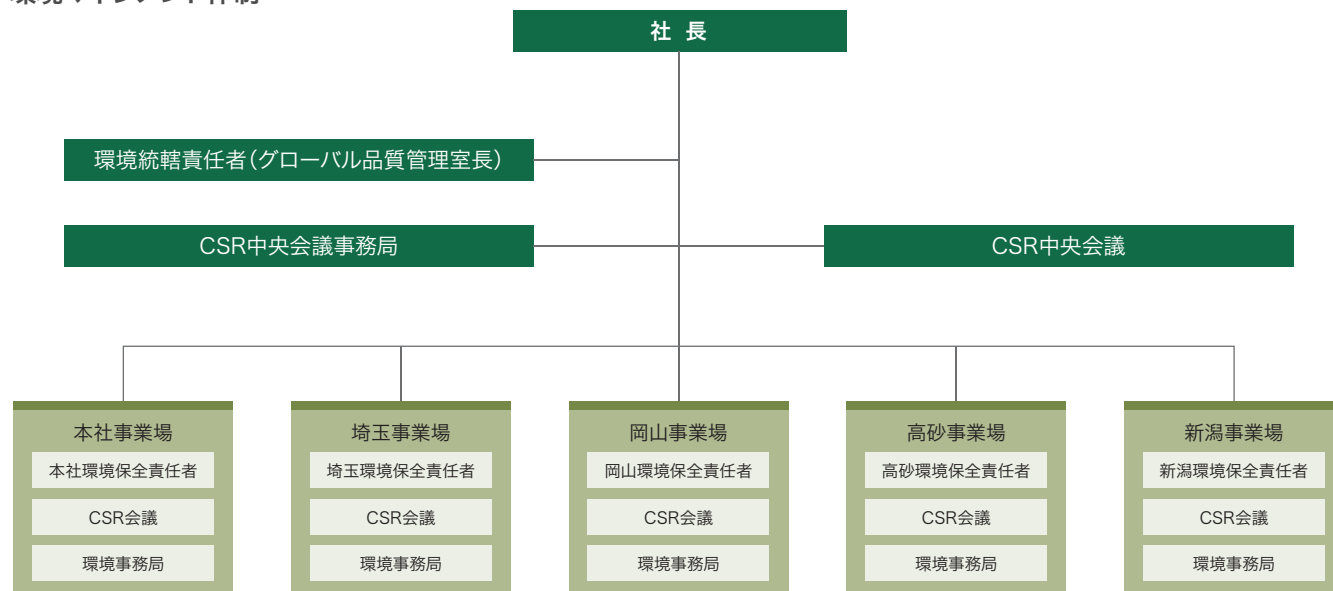 社 長
環境統轄責任者（グローバル品質管理室長）
CSR中央会議事務局
CSR中央会議
本社事業場
本社環境保全責任者
CSR会議
環境事務局
埼玉事業場
埼玉環境保全責任者
CSR会議
環境事務局
岡山事業場
岡山環境保全責任者
CSR会議
環境事務局
高砂事業場
高砂環境保全責任者
CSR会議
環境事務局
新潟事業場
新潟環境保全責任者
CSR会議
環境事務局